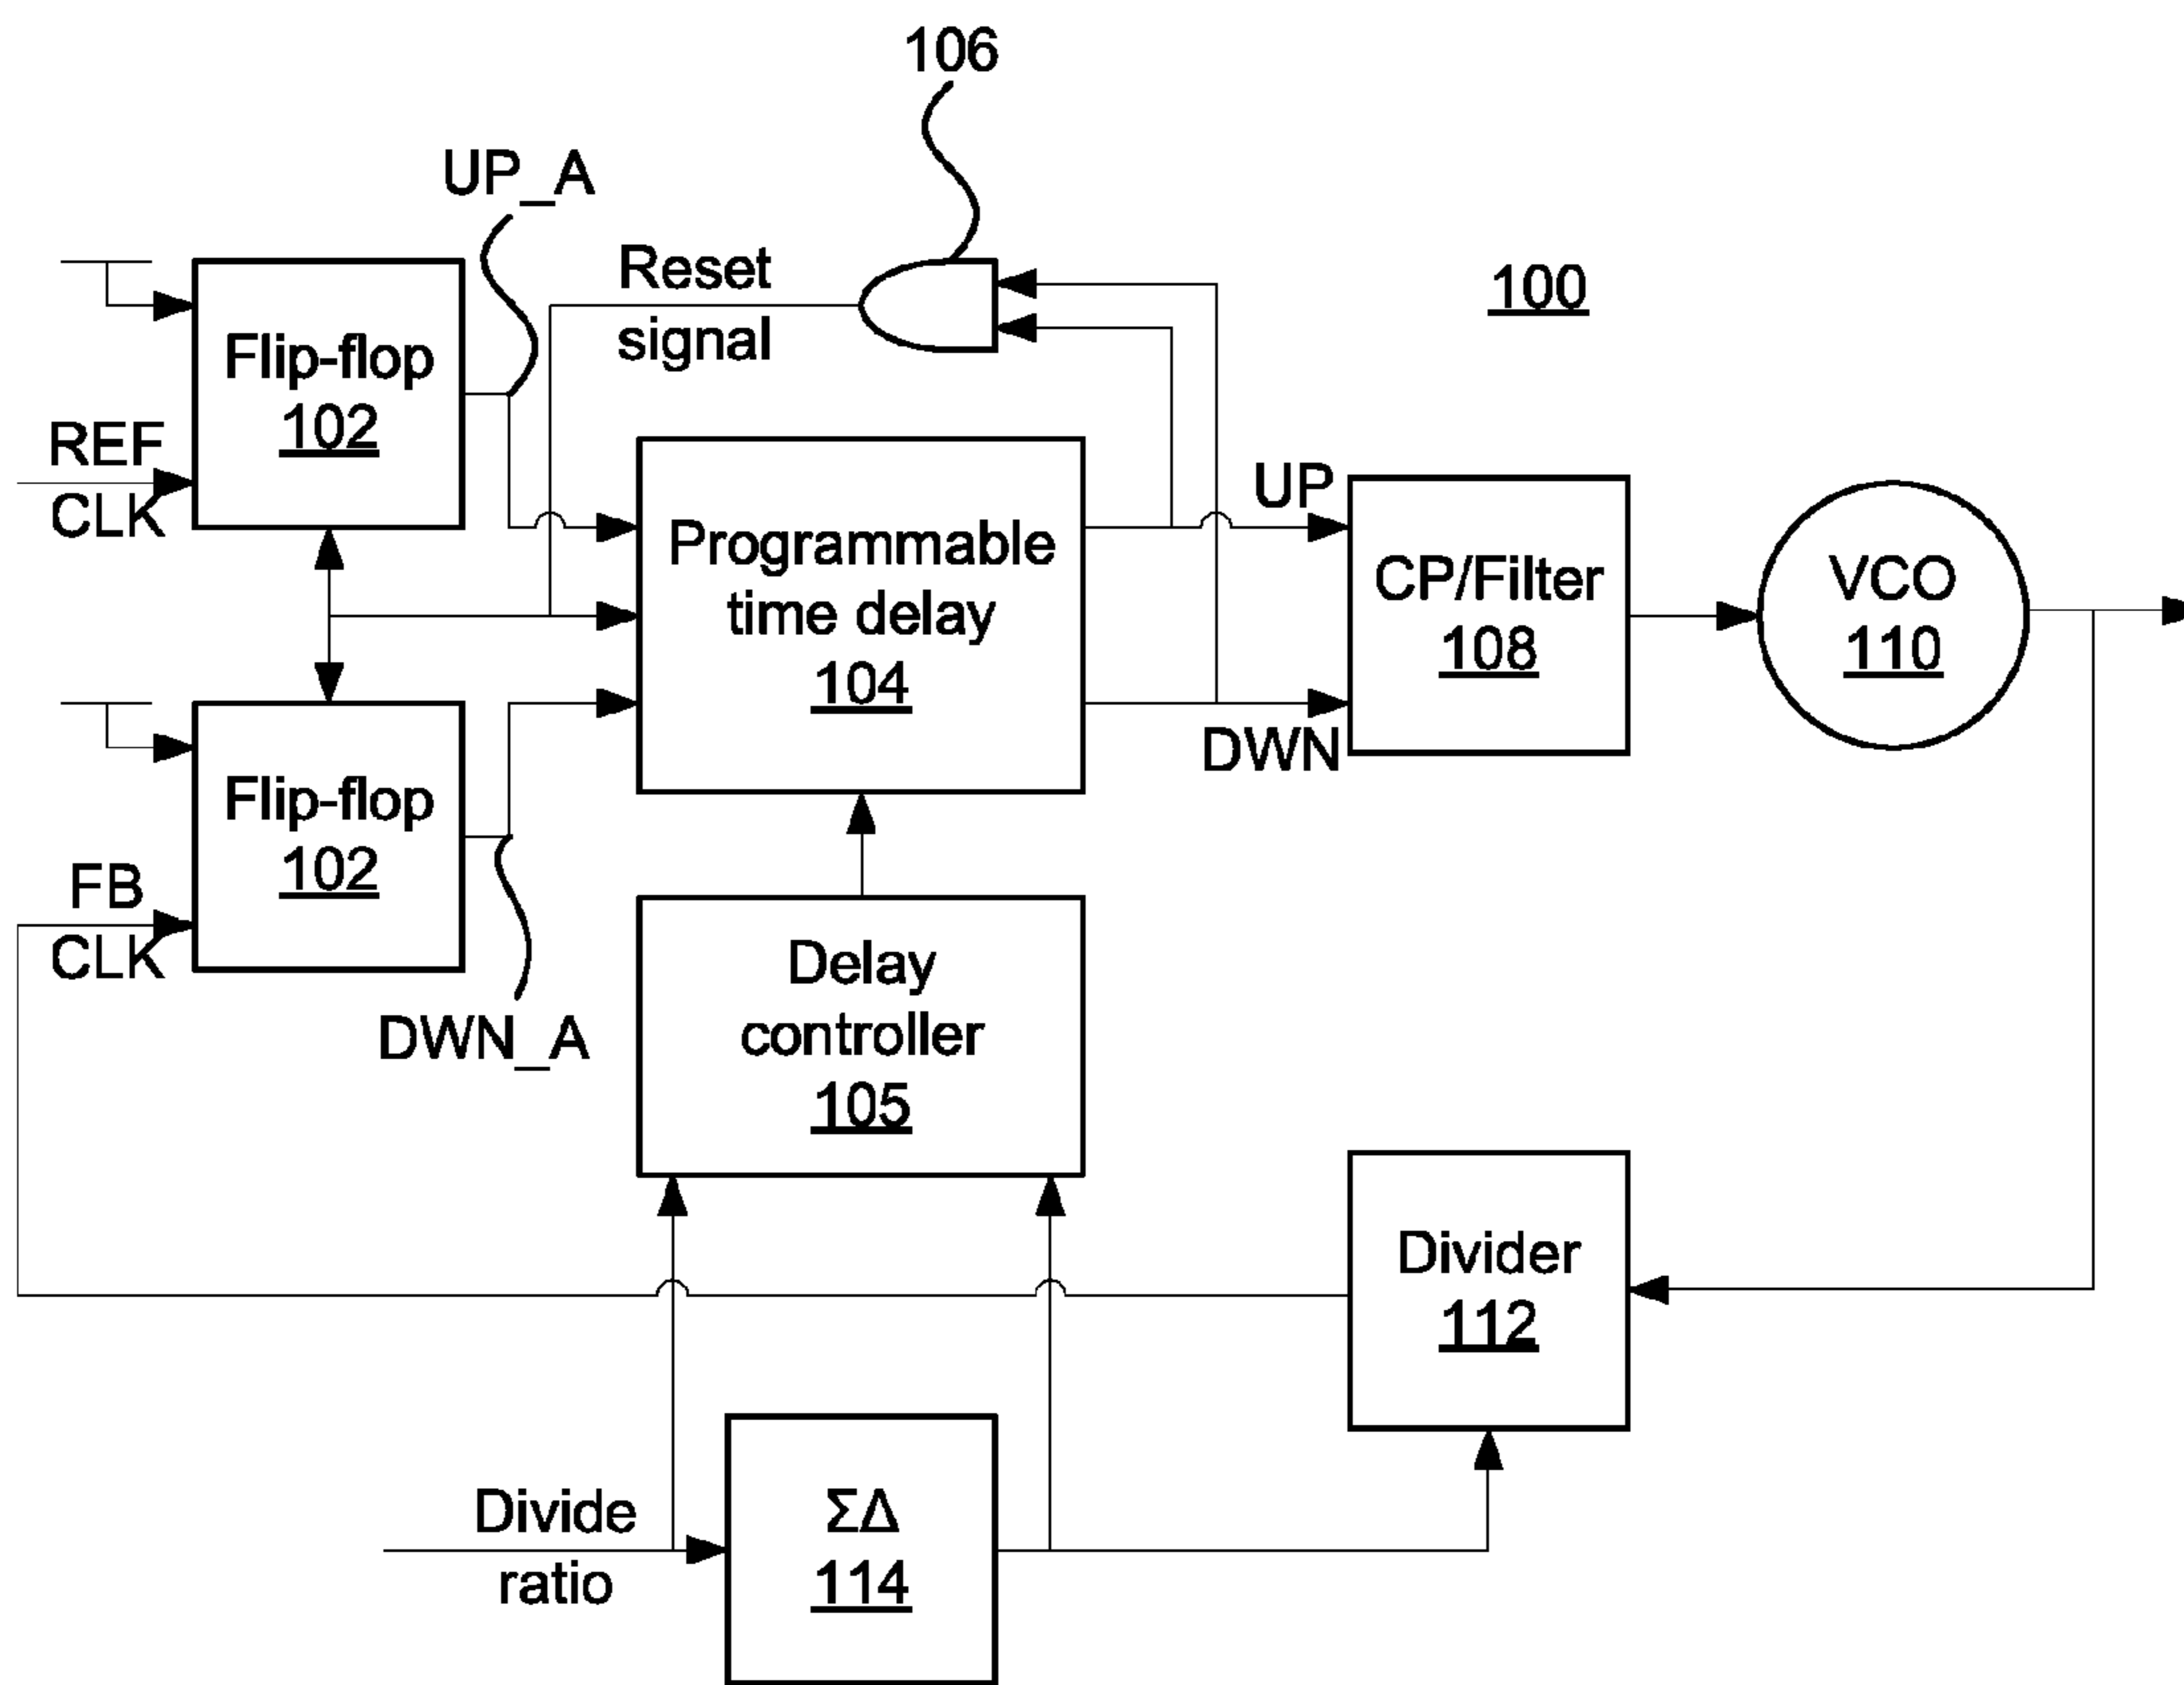 106
UP_A
Reset
signal
100
Flip-flop
102
REF
CLK
Programmable
time delay
104
UP
DWN
CP/Filter
108
VCO
110
Flip-flop
102
FB
CLK
DWN_A
Delay
controller
105
Divider
112
Divide
ratio
ΣΔ
114